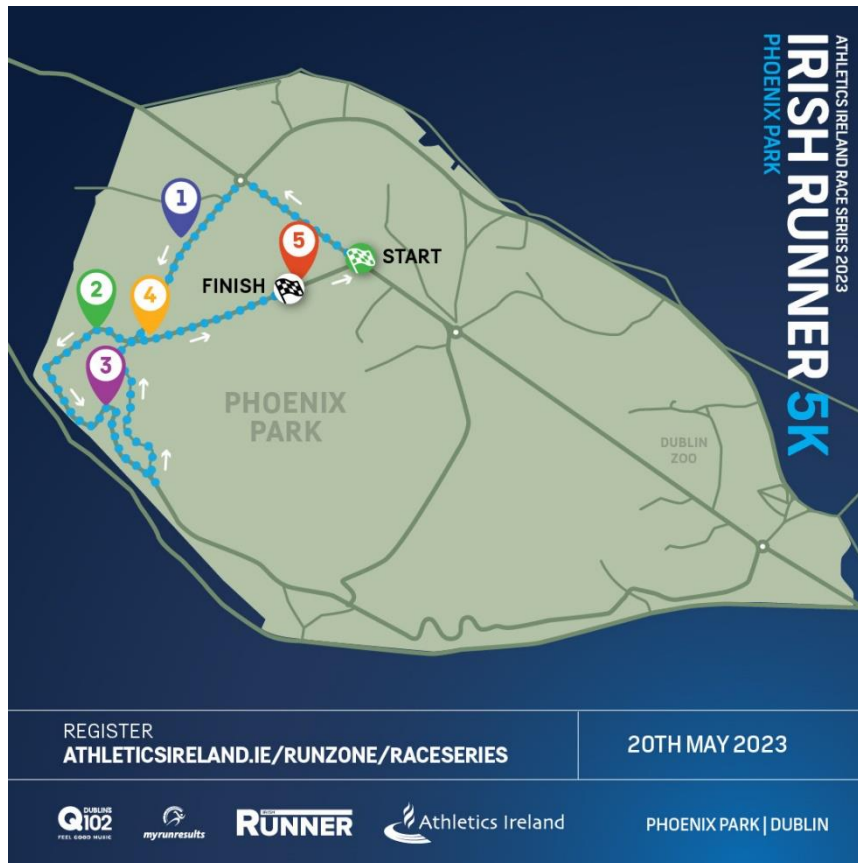 ATHLETICS IRELAND RACE SERIES 2023
IRISH RUNNER 5K
PHOENIX PARK
1
5
START
FINISH
2
4
3
PHOENIX
PARK
DUBLIN
ZOO
REGISTER
ATHLETICSIRELAND.IE/RUNZONE/RACESERIES
20TH MAY 2023
DUBLIN'S
Q102
FEEL GOOD MUSIC
myrunresults
IRISH
RUNNER
Athletics Ireland
PHOENIX PARK | DUBLIN